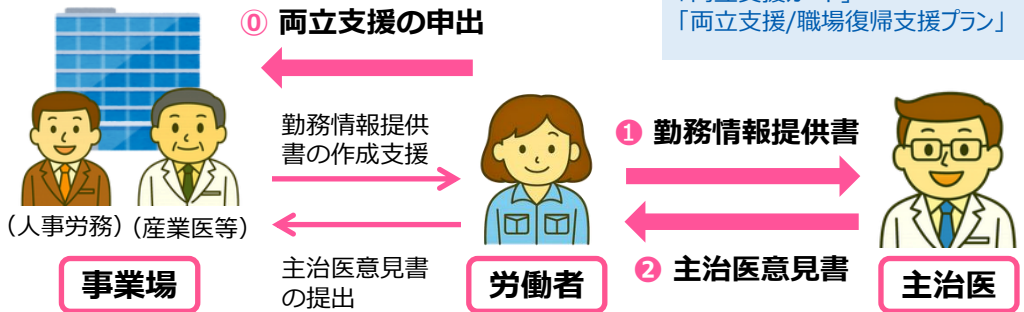 「両立支援/職場復帰支援プラン」
⓪ 両立支援の申出
勤務情報提供
書の作成支援
❶ 勤務情報提供書
(人事労務)(産業医等)
主治医意見書
の提出
❷ 主治医意見書
事業場
労働者
主治医